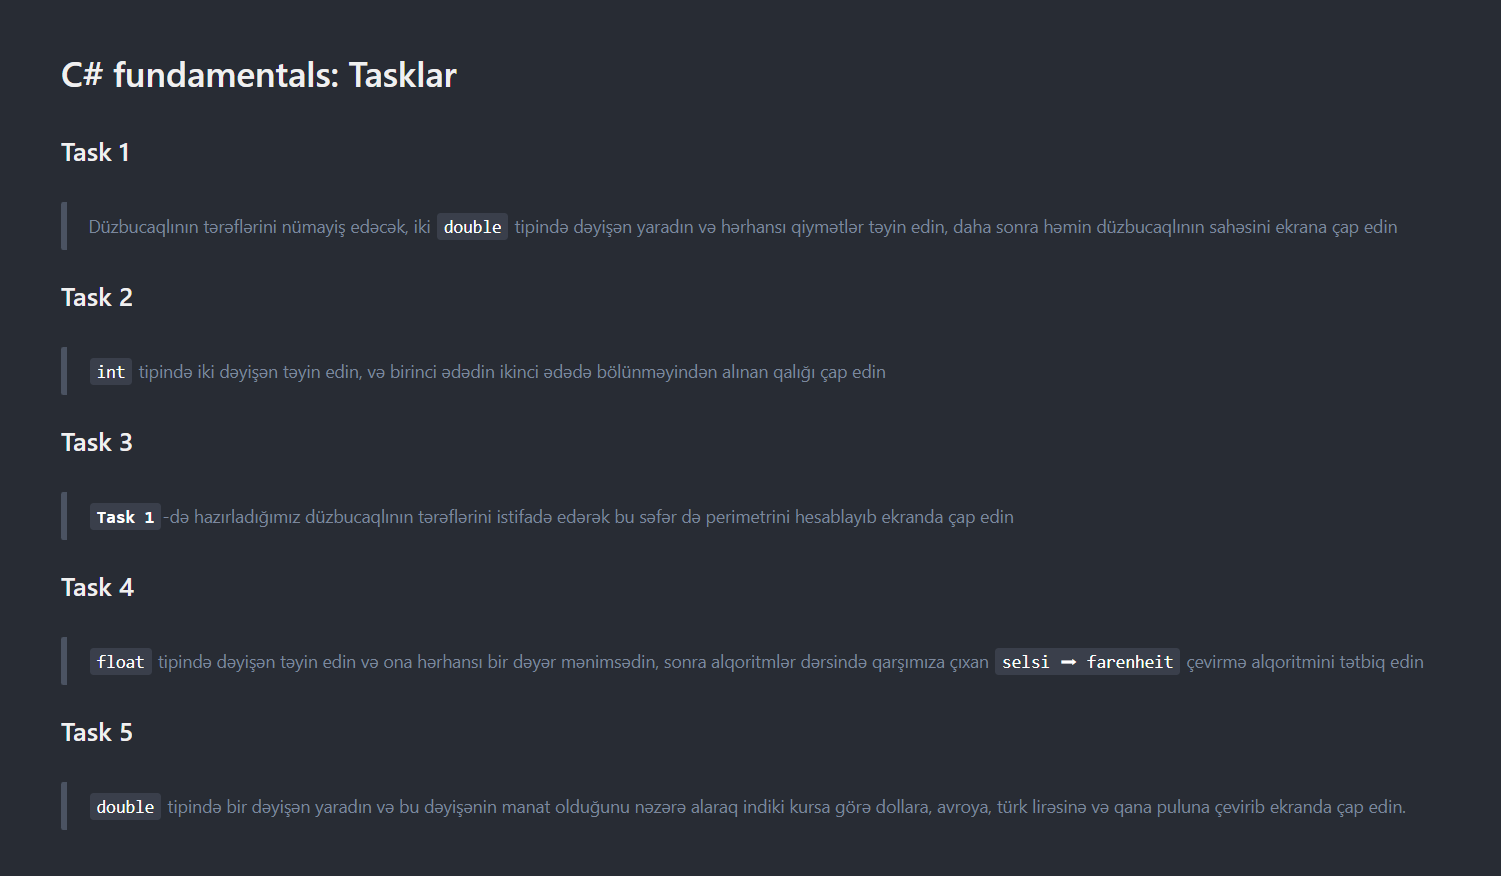 C# fundamentals: Tasklar
Task 1
Düzbucaqlının tərəflərini nümayiş edəcək, iki double tipində dəyişən yaradın və hərhansı qiymətlər təyin edin, daha sonra həmin düzbucaqlının sahəsini ekrana çap edin
Task 2
int tipində iki dəyişən təyin edin, və birinci ədədin ikinci ədədə bölünməyindən alınan qalığı çap edin
Task 3
Task 1-də hazırladığımız düzbucaqlının tərəflərini istifadə edərək bu səfər də perimetrini hesablayıb ekranda çap edin
Task 4
float tipində dəyişən təyin edin və ona hərhansı bir dəyər mənimsədin, sonra alqoritmlər dərsində qarşımıza çıxan selsi ➡ farenheit çevirmə alqoritmini tətbiq edin
Task 5
double tipində bir dəyişən yaradın və bu dəyişənin manat olduğunu nəzərə alaraq indiki kursa görə dollara, avroya, türk lirəsinə və qana puluna çevirib ekranda çap edin.